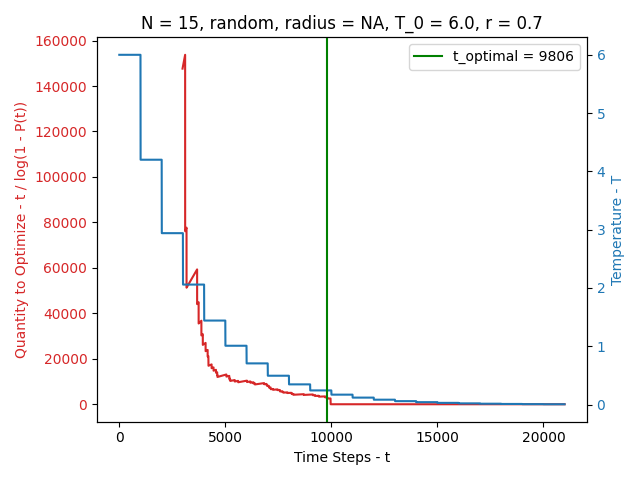 N = 15, random, radius = NA, T_0 = 6.0, r = 0.7
t_optimal = 9806
Quantity to Optimize - t / log(1 - P(t))
160000
140000
120000
100000
80000
60000
40000
20000
0
6
5
4
3
2
1
0
Temperature - T
0 5000 10000 15000 20000
Time Steps - t